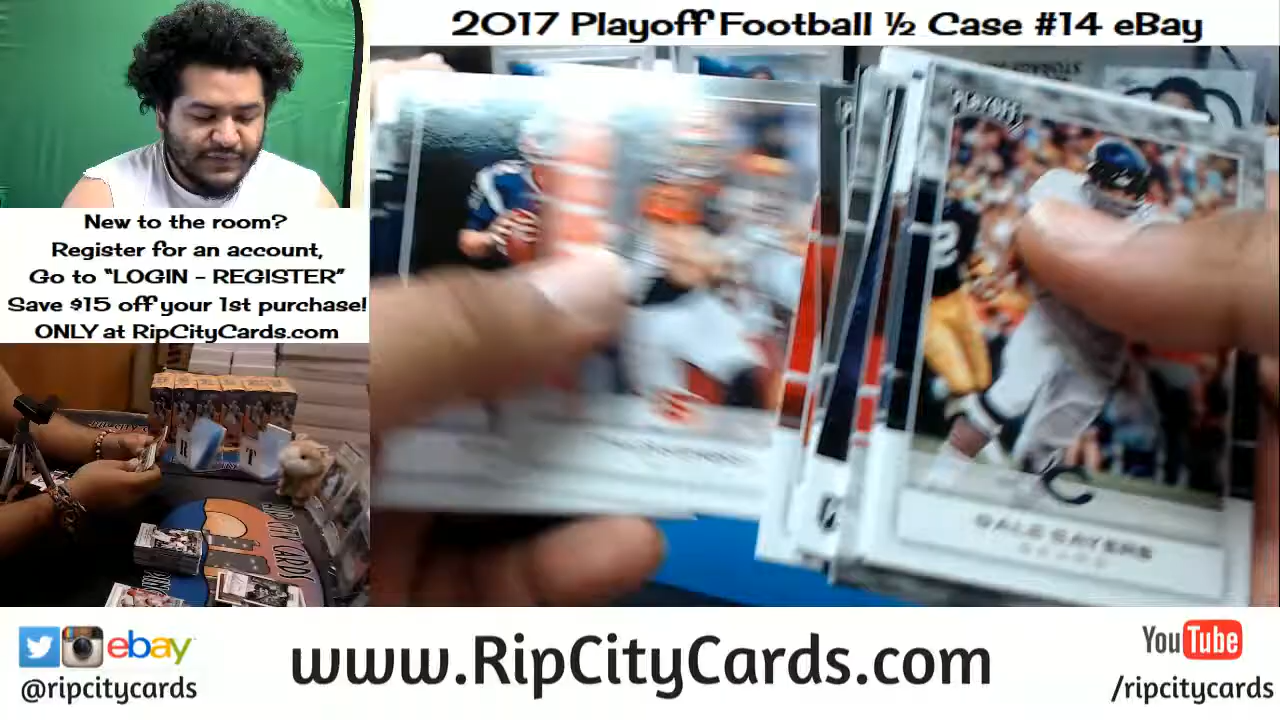 2017 Playoff Football ½ Case #14 eBay
New to the room?
Register for an account,
Go to “LOGIN - REGISTER”
Save $15 off your 1st purchase!
ONLY at RipCityCards.com
PLAYOFF
GALE SAYERS
BEARS
R T
ebay
@ripcitycards
www.RipCityCards.com
YouTube
/ripcitycards